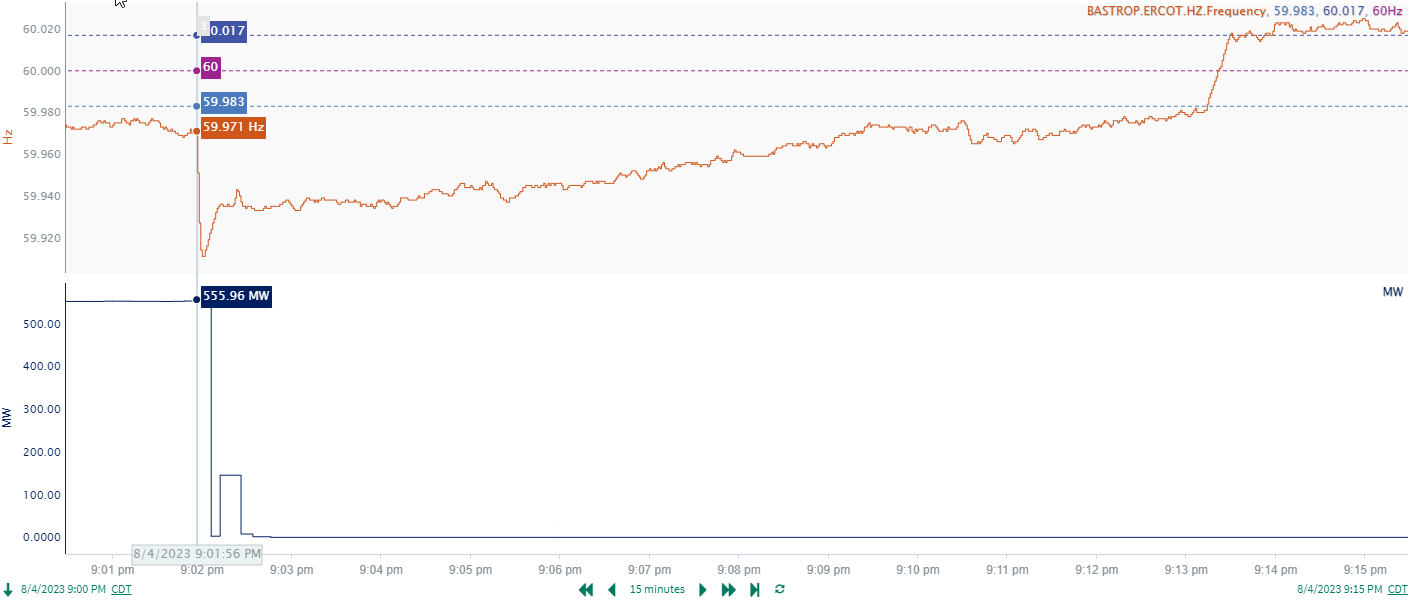 BASTROP.ERCOT.HZ.Frequency, 59.983, 60.017, 60Hz
60.020
60.000
59.980
59.960
59.940
59.920
Hz
0.017
60
59.983
59.971 Hz
555.96 MW
MW
500.00
400.00
300.00
200.00
100.00
0.0000
MW
8/4/2023 9:01:56 PM
9:01 pm 9:02 pm 9:03 pm 9:04 pm 9:05 pm 9:06 pm 9:07 pm 9:08 pm 9:09 pm 9:10 pm 9:11 pm 9:12 pm 9:13 pm 9:14 pm 9:15 pm
8/4/2023 9:00 PM CDT 15 minutes 8/4/2023 9:15 PM CDT